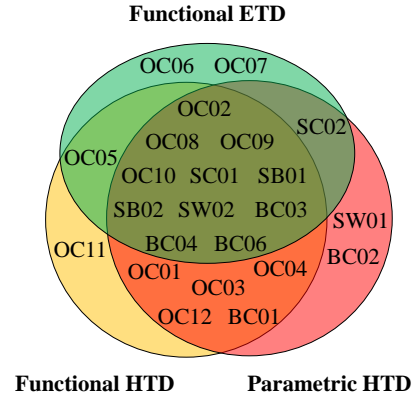 Functional ETD
OC06 OC07
OC02
SC02
OC08 OC09
OC05
OC10 SC01 SB01
SB02 SW02 BC03
SW01
BC04 BC06
OC11
BC02
OC01 OC04
OC03
OC12 BC01
Functional HTD Parametric HTD